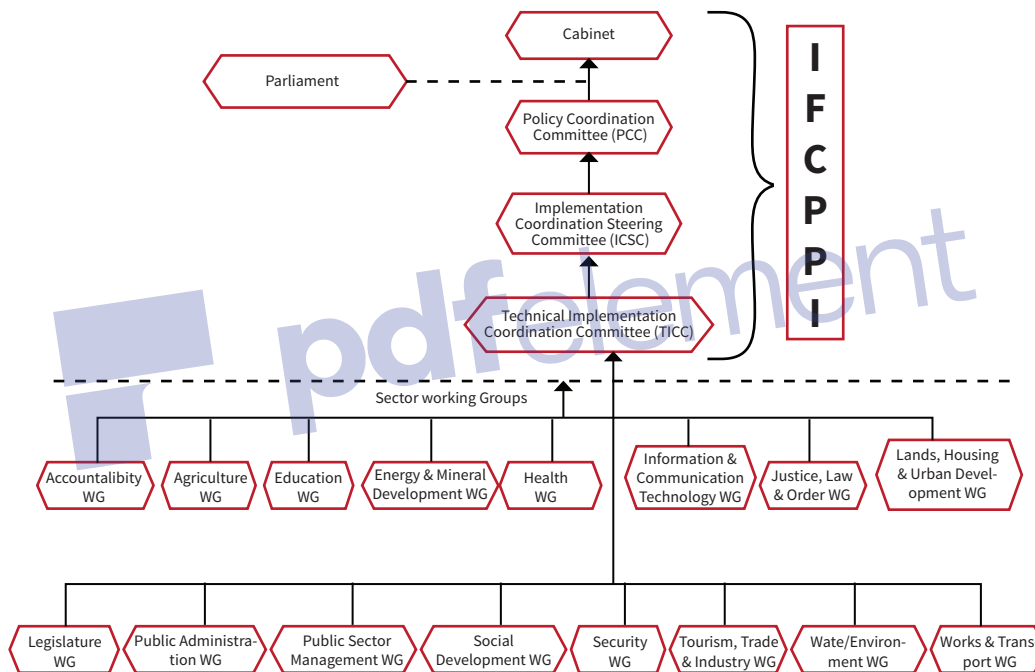 Cabinet
Parliament
Policy Coordination
Committee (PCC)
Implementation
Coordination Steering
Committee (ICSC)
Technical Implementation
Coordination Committee (TICC)
I
F
C
P
P
I
pdfelement
Sector working Groups
Accountalibity
WG
Agriculture
WG
Education
WG
Energy & Mineral
Development WG
Health
WG
Information &
Communication
Technology WG
Justice, Law
& Order WG
Lands, Housing
& Urban Devel-
opment WG
Legislature
WG
Public Administra-
tion WG
Public Sector
Management WG
Social
Development WG
Security
WG
Tourism, Trade
& Industry WG
Wate/Environ-
ment WG
Works & Trans
port WG